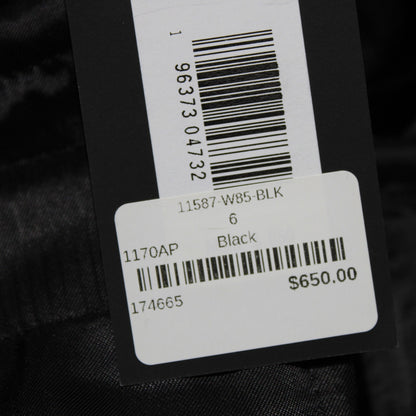 1 96373 04732
11587-W85-BLK
6
1170AP Black
174665 $650.00